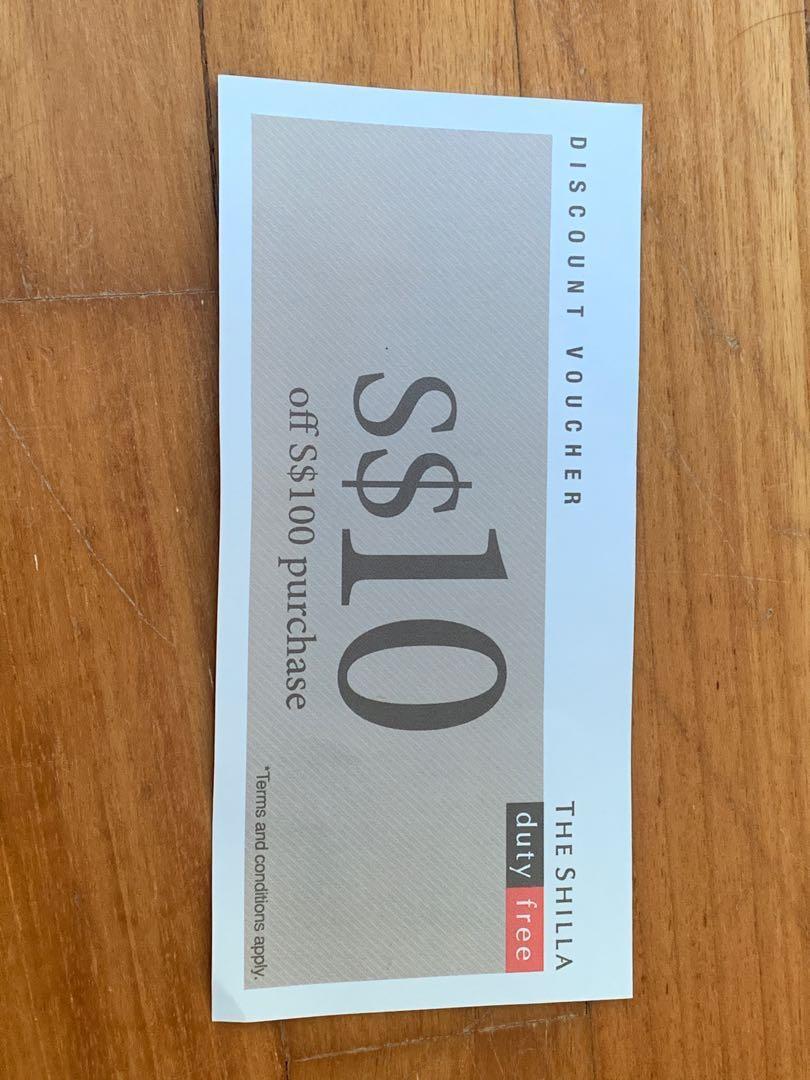 DISCOUNT VOUCHER
THE SHILLA
duty free
S$10
off S$100 purchase
*Terms and conditions apply.